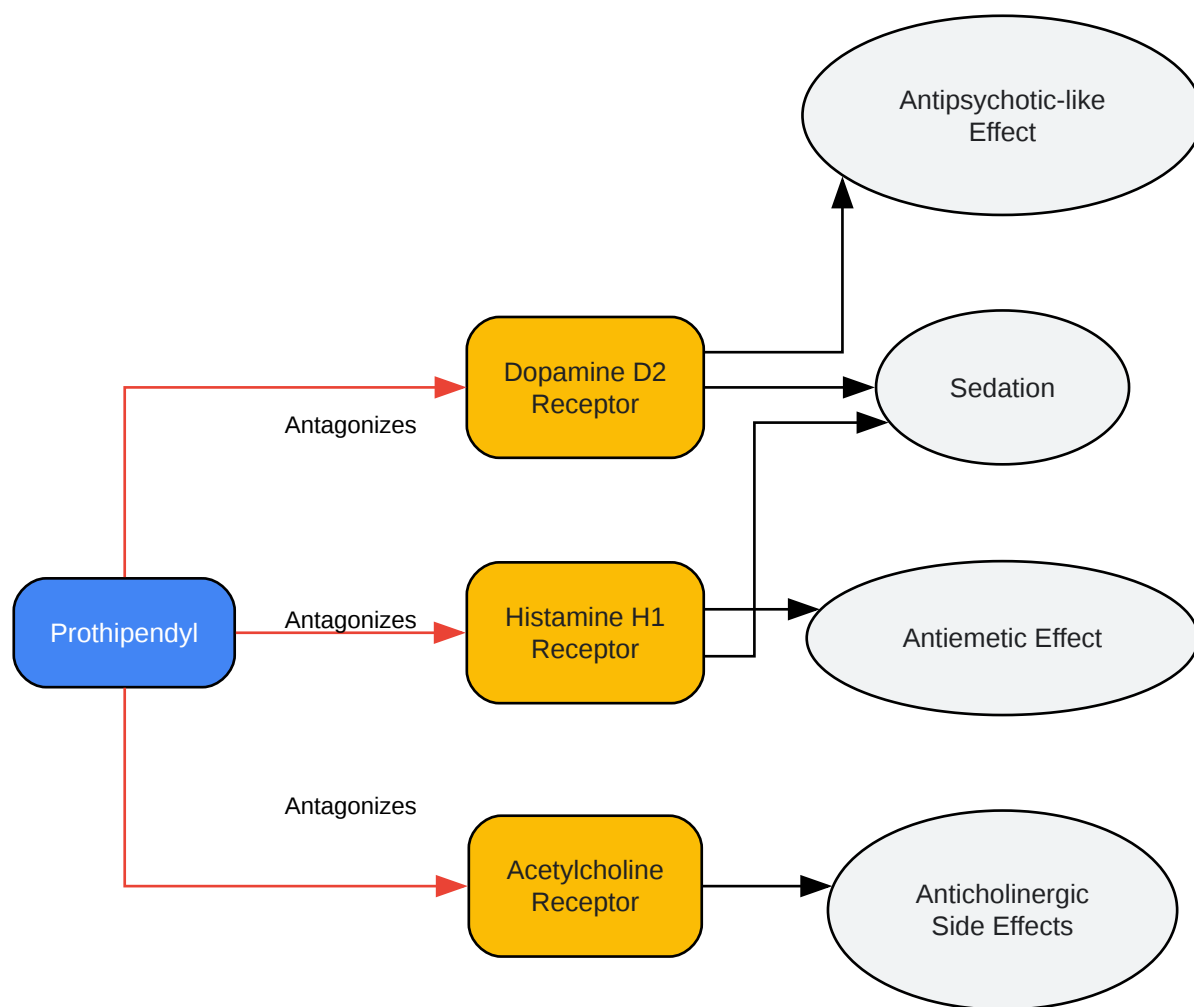 Antipsychotic-like
Effect
Dopamine D2
Receptor
Sedation
Antagonizes
Prothipendyl
Antagonizes
Histamine H1
Receptor
Antiemetic Effect
Antagonizes
Acetylcholine
Receptor
Anticholinergic
Side Effects